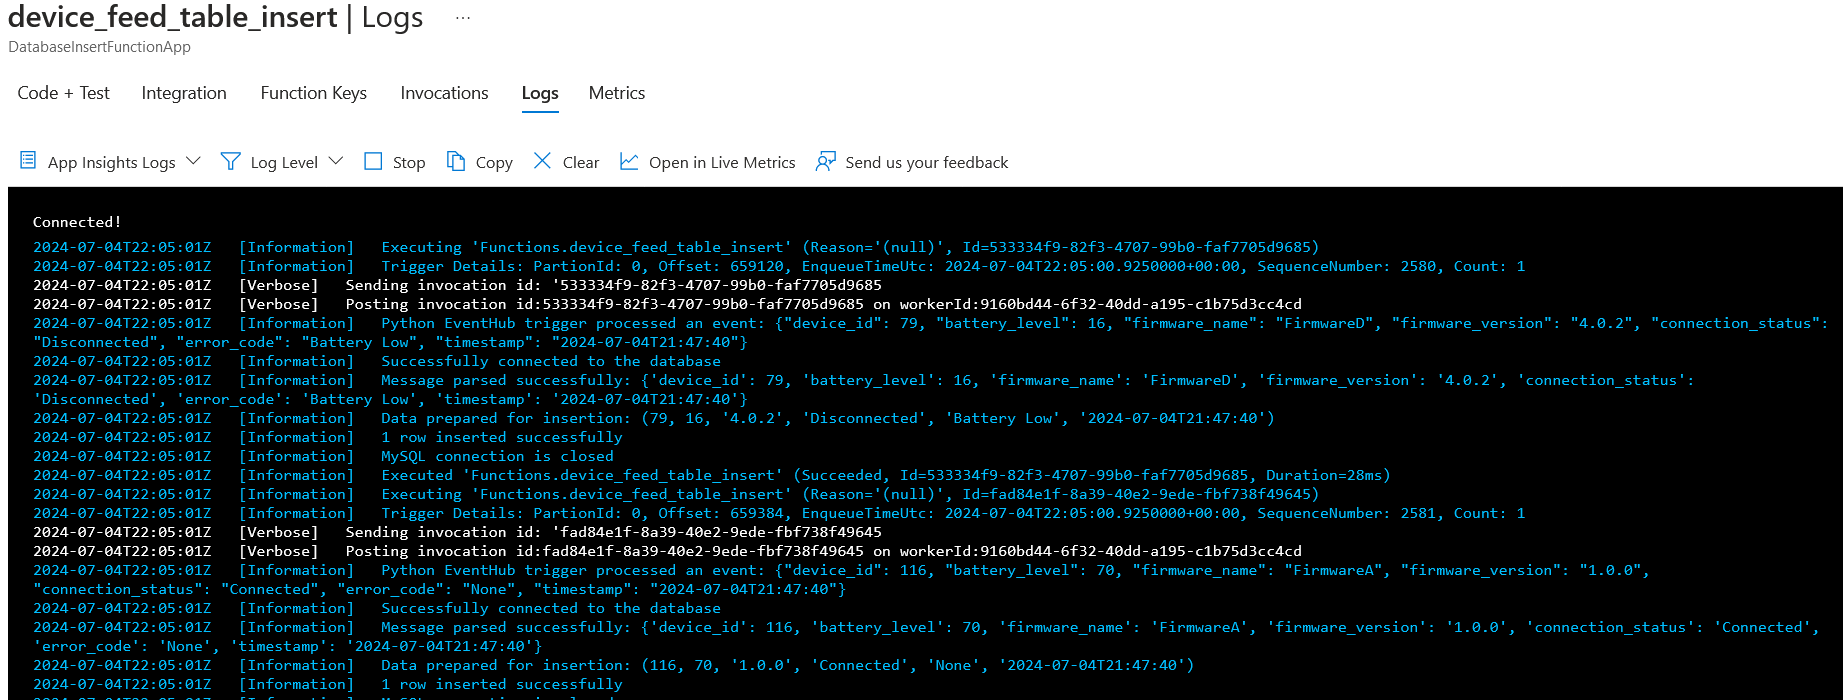 device_feed_table_insert | Logs ...
DatabaseInsertFunctionApp
Code + Test Integration Function Keys Invocations Logs Metrics
App Insights Logs Log Level Stop Copy Clear Open in Live Metrics Send us your feedback
Connected!
2024-07-04T22:05:01Z [Information] Executing 'Functions.device_feed_table_insert' (Reason='(null)', Id=533334f9-82f3-4707-99b0-faf7705d9685)
2024-07-04T22:05:01Z [Information] Trigger Details: PartionId: 0, Offset: 659120, EnqueueTimeUtc: 2024-07-04T22:05:00.9250000+00:00, SequenceNumber: 2580, Count: 1
2024-07-04T22:05:01Z [Verbose] Sending invocation id: '533334f9-82f3-4707-99b0-faf7705d9685
2024-07-04T22:05:01Z [Verbose] Posting invocation id:533334f9-82f3-4707-99b0-faf7705d9685 on workerId:9160bd44-6f32-40dd-a195-c1b75d3cc4cd
2024-07-04T22:05:01Z [Information] Python EventHub trigger processed an event: {"device_id": 79, "battery_level": 16, "firmware_name": "FirmwareD", "firmware_version": "4.0.2", "connection_status":
"Disconnected", "error_code": "Battery Low", "timestamp": "2024-07-04T21:47:40"}
2024-07-04T22:05:01Z [Information] Successfully connected to the database
2024-07-04T22:05:01Z [Information] Message parsed successfully: {'device_id': 79, 'battery_level': 16, 'firmware_name': 'FirmwareD', 'firmware_version': '4.0.2', 'connection_status':
'Disconnected', 'error_code': 'Battery Low', 'timestamp': '2024-07-04T21:47:40'}
2024-07-04T22:05:01Z [Information] Data prepared for insertion: (79, 16, '4.0.2', 'Disconnected', 'Battery Low', '2024-07-04T21:47:40')
2024-07-04T22:05:01Z [Information] 1 row inserted successfully
2024-07-04T22:05:01Z [Information] MySQL connection is closed
2024-07-04T22:05:01Z [Information] Executed 'Functions.device_feed_table_insert' (Succeeded, Id=533334f9-82f3-4707-99b0-faf7705d9685, Duration=28ms)
2024-07-04T22:05:01Z [Information] Executing 'Functions.device_feed_table_insert' (Reason='(null)', Id=fad84e1f-8a39-40e2-9ede-fbf738f49645)
2024-07-04T22:05:01Z [Information] Trigger Details: PartionId: 0, Offset: 659384, EnqueueTimeUtc: 2024-07-04T22:05:00.9250000+00:00, SequenceNumber: 2581, Count: 1
2024-07-04T22:05:01Z [Verbose] Sending invocation id: 'fad84e1f-8a39-40e2-9ede-fbf738f49645
2024-07-04T22:05:01Z [Verbose] Posting invocation id:fad84e1f-8a39-40e2-9ede-fbf738f49645 on workerId:9160bd44-6f32-40dd-a195-c1b75d3cc4cd
2024-07-04T22:05:01Z [Information] Python EventHub trigger processed an event: {"device_id": 116, "battery_level": 70, "firmware_name": "FirmwareA", "firmware_version": "1.0.0",
"connection_status": "Connected", "error_code": "None", "timestamp": "2024-07-04T21:47:40"}
2024-07-04T22:05:01Z [Information] Successfully connected to the database
2024-07-04T22:05:01Z [Information] Message parsed successfully: {'device_id': 116, 'battery_level': 70, 'firmware_name': 'FirmwareA', 'firmware_version': '1.0.0', 'connection_status': 'Connected',
'error_code': 'None', 'timestamp': '2024-07-04T21:47:40'}
2024-07-04T22:05:01Z [Information] Data prepared for insertion: (116, 70, '1.0.0', 'Connected', 'None', '2024-07-04T21:47:40')
2024-07-04T22:05:01Z [Information] 1 row inserted successfully